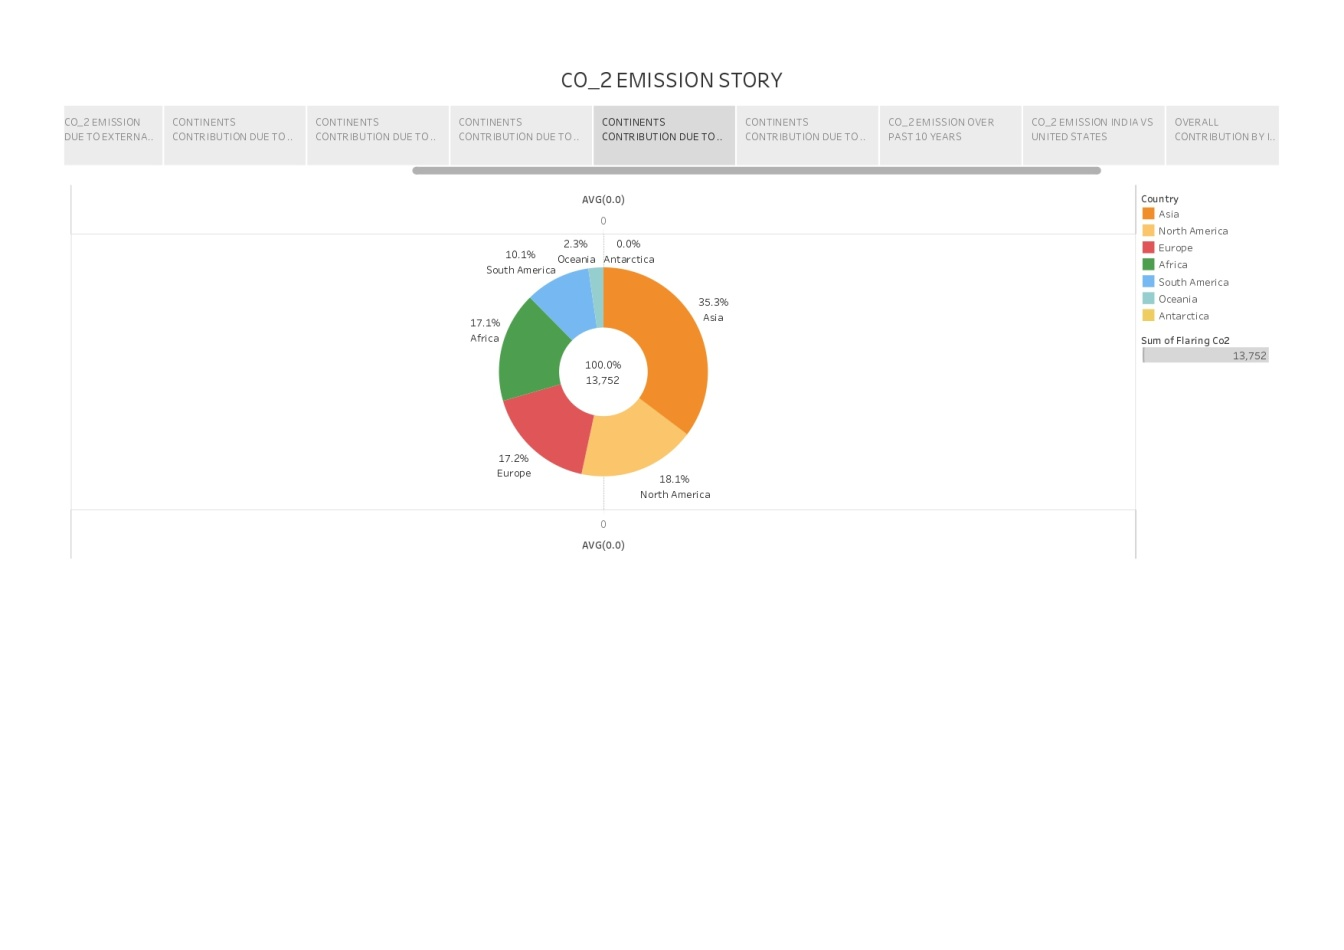 CO_2 EMISSION STORY
CO_2 EMISSION
DUE TO EXTERNA..
CONTINENTS
CONTRIBUTION DUE TO..
CONTINENTS
CONTRIBUTION DUE TO..
CONTINENTS
CONTRIBUTION DUE TO..
CONTINENTS
CONTRIBUTION DUE TO..
CONTINENTS
CONTRIBUTION DUE TO..
CO_2 EMISSION OVER
PAST 10 YEARS
CO_2 EMISSION INDIA VS
UNITED STATES
OVERALL
CONTRIBUTION BY I..
AVG(0.0)
0
2.3%
Oceania
0.0%
Antarctica
10.1%
South America
35.3%
Asia
17.1%
Africa
100.0%
13,752
17.2%
Europe
18.1%
North America
0
AVG(0.0)
Country
Asia
North America
Europe
Africa
South America
Oceania
Antarctica
Sum of Flaring Co2
13,752